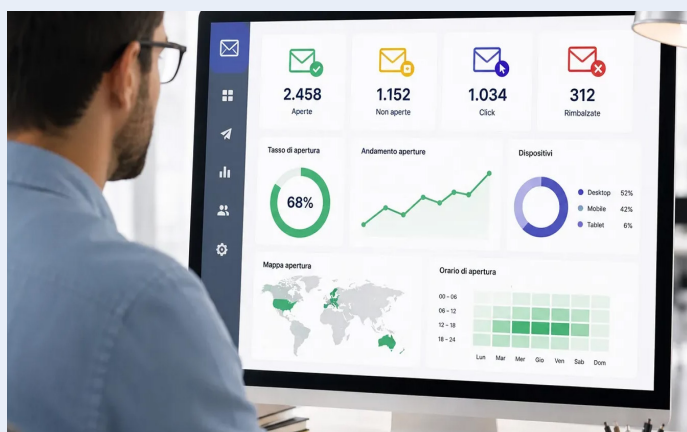 2.458
Aperte
1.152
Non aperte
1.034
Click
312
Rimbalzate
Tasso di apertura
68%
Andamento aperture
Dispositivi
Desktop 52%
Mobile 42%
Tablet 6%
Mappa apertura
Orario di apertura
00 – 06
06 – 12
12 – 18
18 – 24
Lun Mar Mer Gio Ven Sab Dom